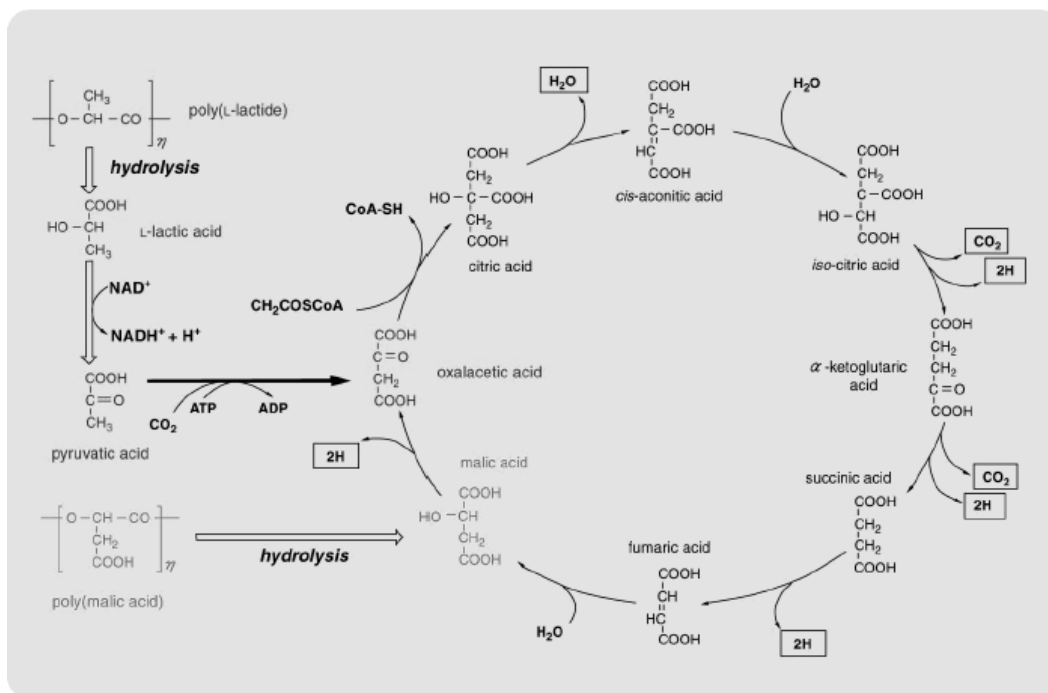 CH₃
—O—CH—CO—
η
poly(L-lactide)
hydrolysis
COOH
HO—CH
CH₃
L-lactic acid
NAD⁺
NADH⁺ + H⁺
COOH
C=O
CH₃
pyruvatic acid
CO₂
ATP
ADP
O—CH—CO
CH₂
COOH
η
poly(malic acid)
hydrolysis
CH₂COSCoA
CoA-SH
COOH
C=O
CH₂
COOH
oxalacetic acid
COOH
CH₂
HO—C—COOH
CH₂
COOH
citric acid
H₂O
COOH
CH₂
C—COOH
HC
COOH
cis-aconitic acid
H₂O
COOH
CH₂
C—COOH
HO—CH
COOH
iso-citric acid
CO₂
2H
COOH
CH₂
CH₂
C=O
COOH
α-ketoglutaric
acid
CO₂
2H
succinic acid
COOH
CH₂
CH₂
COOH
2H
fumaric acid
COOH
CH
HC
COOH
H₂O
malic acid
COOH
HO—CH
CH₂
COOH
2H